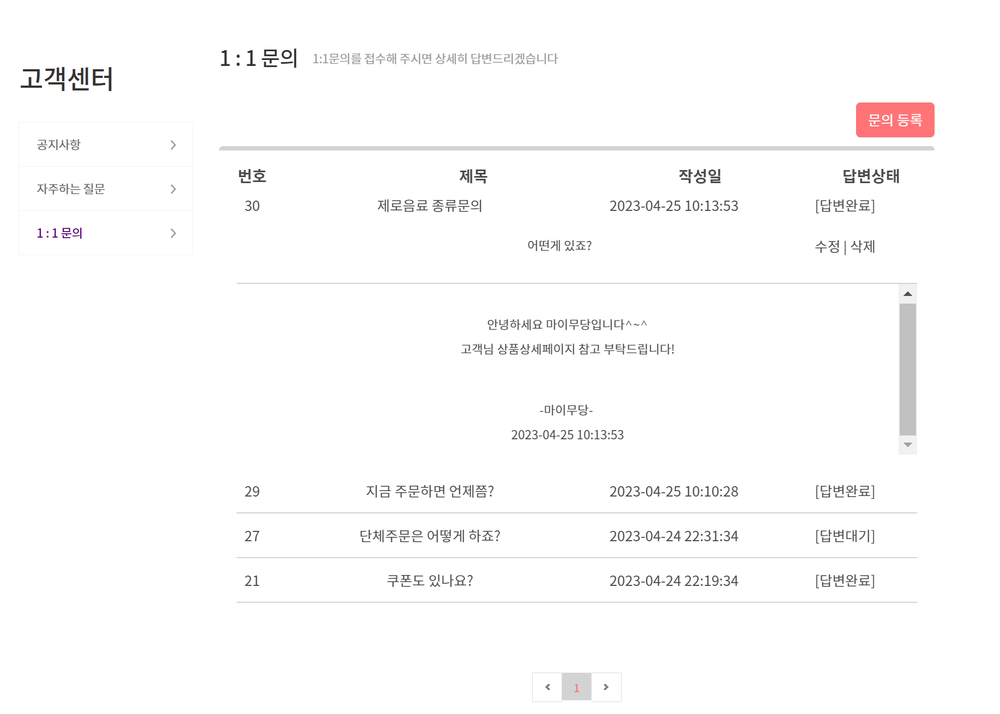 고객센터
공지사항
자주하는 질문
1 : 1 문의
1 : 1 문의 1:1문의를 접수해 주시면 상세히 답변드리겠습니다
문의 등록
번호 제목 작성일 답변상태
30 제로음료 종류문의 2023-04-25 10:13:53 [답변완료]
어떤게 있죠? 수정 | 삭제
안녕하세요 마이무당입니다^~^
고객님 상품상세페이지 참고 부탁드립니다!
-마이무당-
2023-04-25 10:13:53
29 지금 주문하면 언제쯤? 2023-04-25 10:10:28 [답변완료]
27 단체주문은 어떻게 하죠? 2023-04-24 22:31:34 [답변대기]
21 쿠폰도 있나요? 2023-04-24 22:19:34 [답변완료]
1